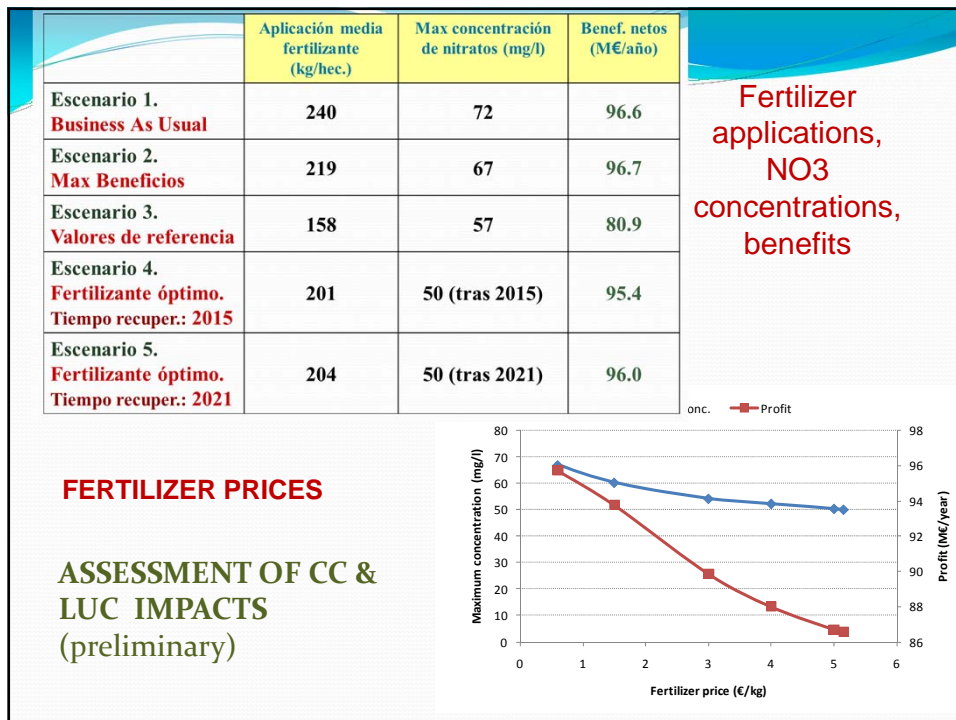 Aplicación media fertilizante (kg/hec.)
Max concentración de nitratos (mg/l)
Benef. netos (M€/año)
Escenario 1.
Business As Usual
240
72
96.6
Escenario 2.
Max Beneficios
219
67
96.7
Escenario 3.
Valores de referencia
158
57
80.9
Escenario 4.
Fertilizante óptimo.
Tiempo recuper.: 2015
201
50 (tras 2015)
95.4
Escenario 5.
Fertilizante óptimo.
Tiempo recuper.: 2021
204
50 (tras 2021)
96.0
Fertilizer
applications,
NO3
concentrations,
benefits
FERTILIZER PRICES
ASSESSMENT OF CC &
LUC IMPACTS
(preliminary)
onc.
Profit
Maximum concentration (mg/l)
80
70
60
50
40
30
20
10
0
98
96
94
92
90
88
86
Profit (M€/year)
0 1 2 3 4 5 6
Fertilizer price (€/kg)